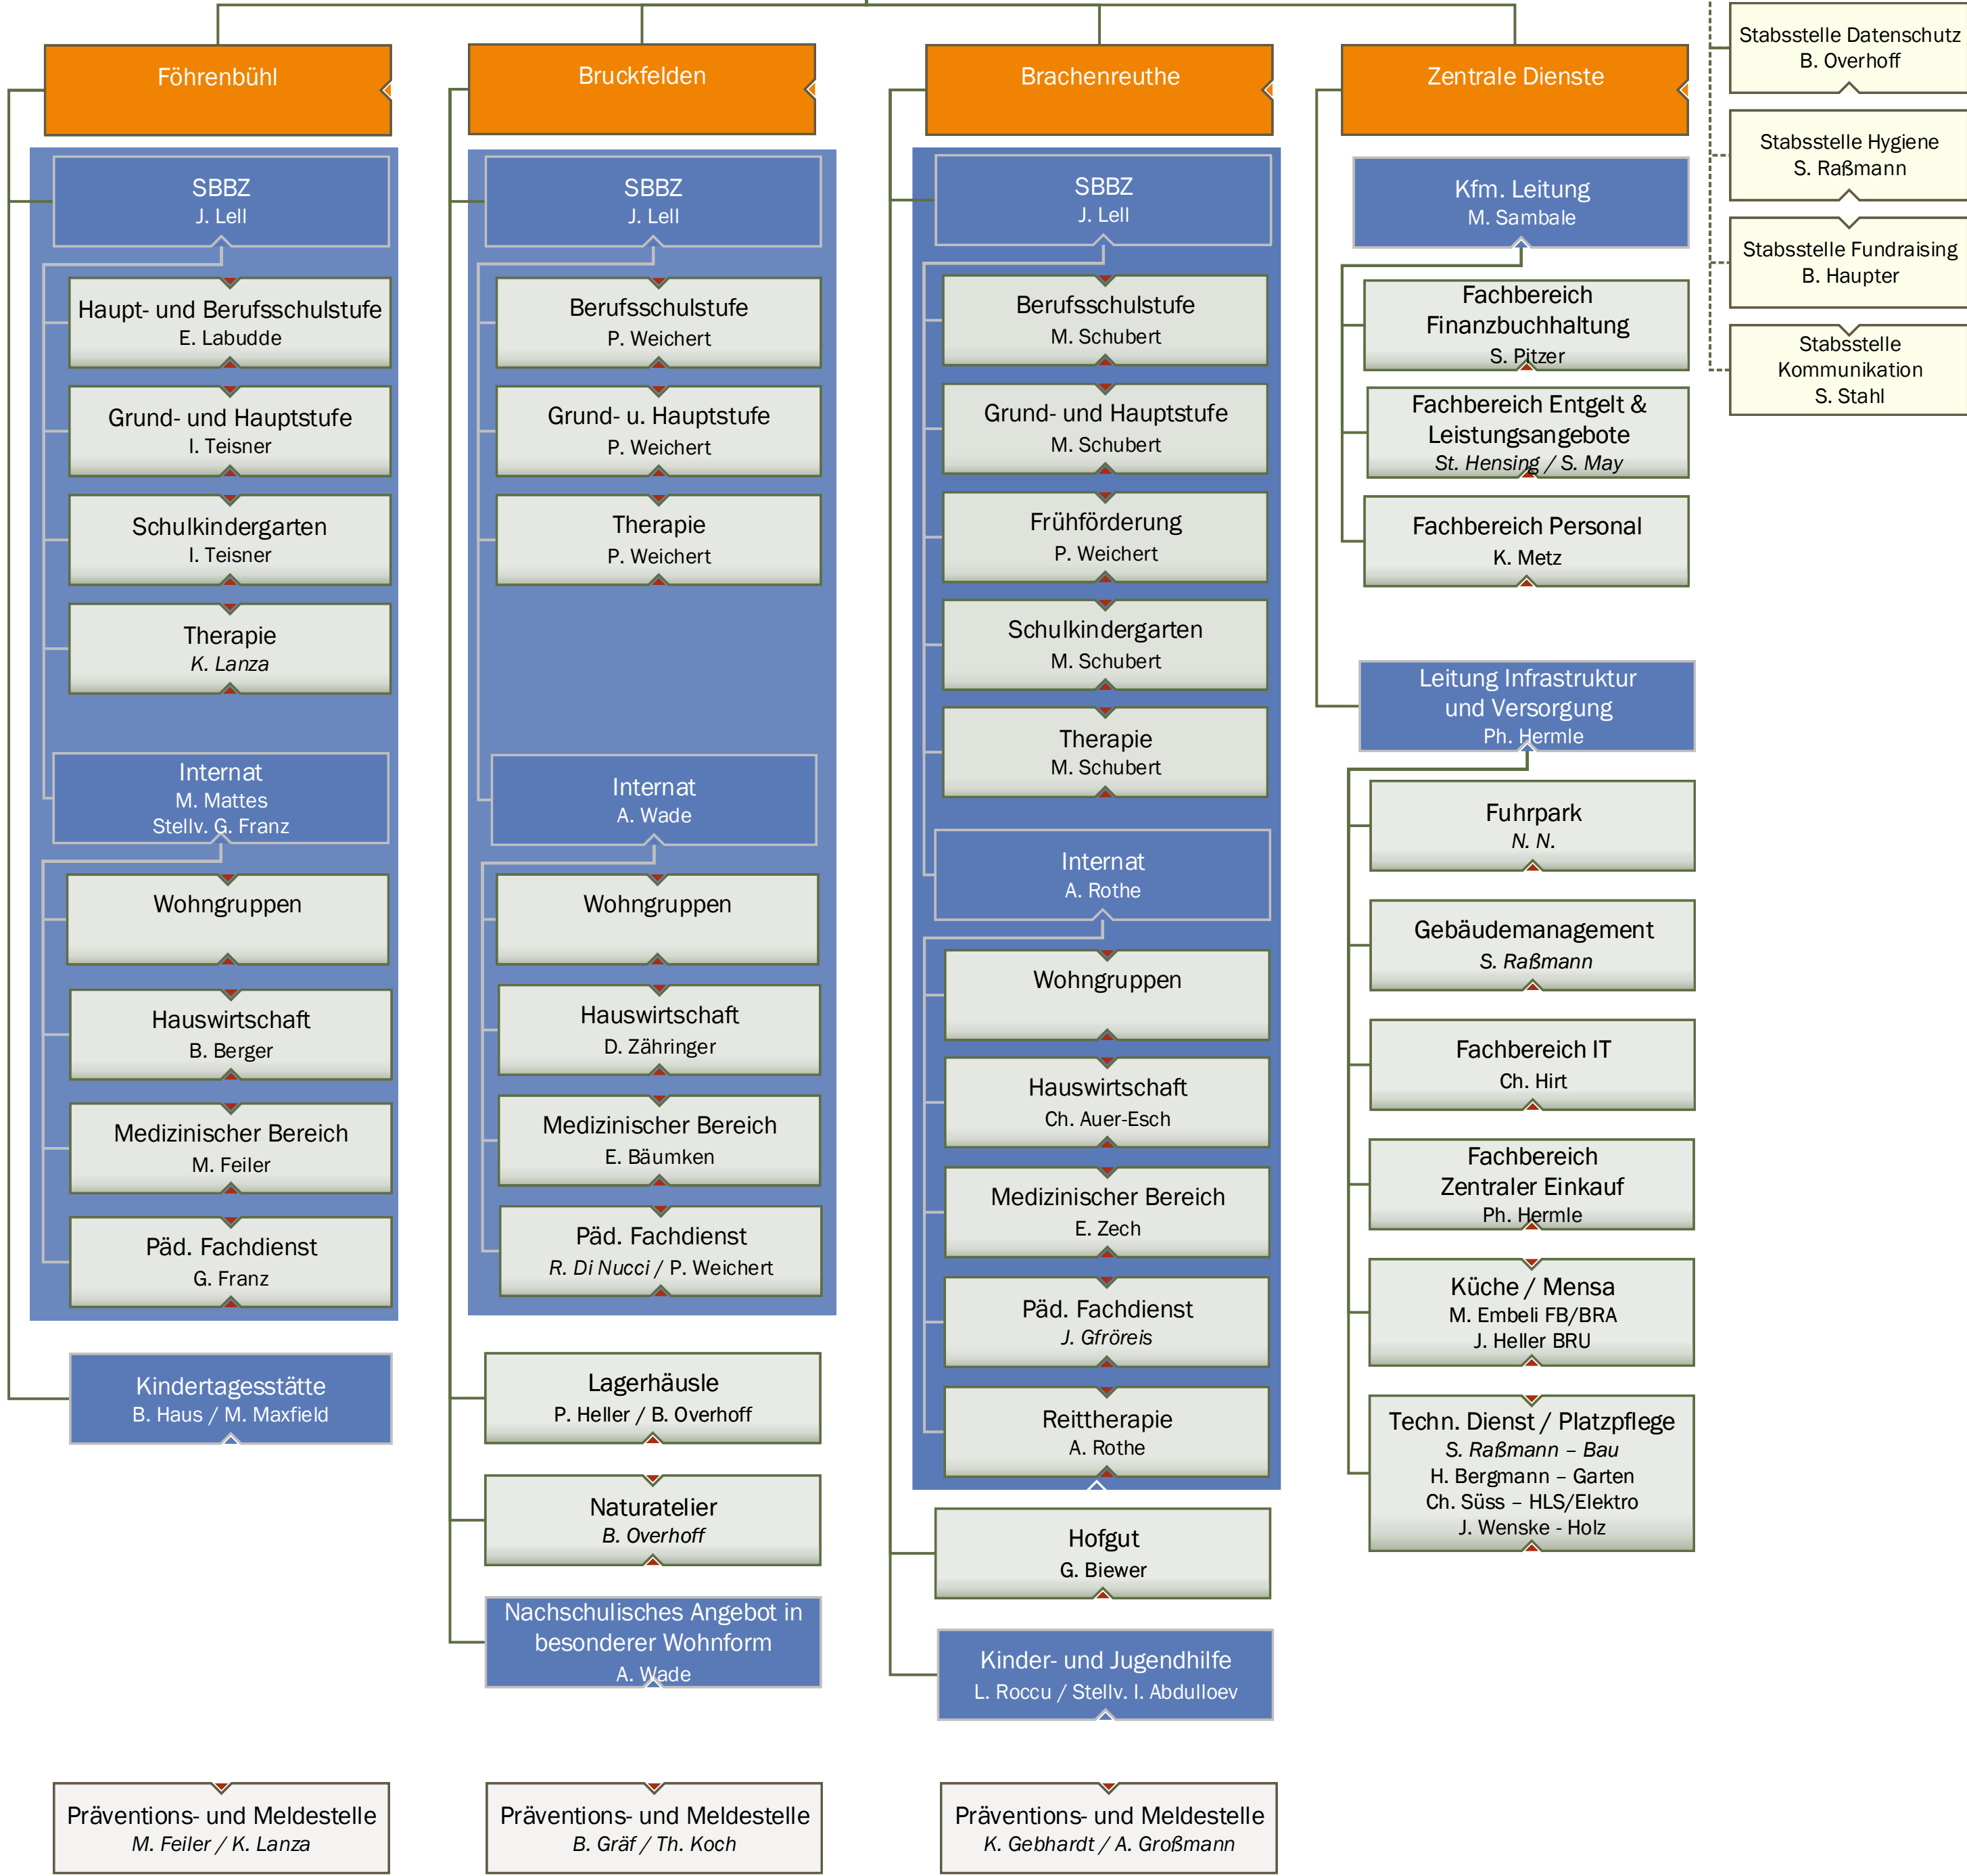 Föhrenbühl
SBBZ
J. Lell
Haupt- und Berufsschulstufe
E. Labudde
Grund- und Hauptstufe
I. Teisner
Schulkindergarten
I. Teisner
Therapie
K. Lanza
Internat
M. Mattes
Stellv. G. Franz
Wohngruppen
Hauswirtschaft
B. Berger
Medizinischer Bereich
M. Feiler
Päd. Fachdienst
G. Franz
Kindertagesstätte
B. Haus / M. Maxfield
Präventions- und Meldestelle
M. Feiler / K. Lanza
Bruckfelden
SBBZ
J. Lell
Berufsschulstufe
P. Weichert
Grund- u. Hauptstufe
P. Weichert
Therapie
P. Weichert
Internat
A. Wade
Wohngruppen
Hauswirtschaft
D. Zähringer
Medizinischer Bereich
E. Bäumken
Päd. Fachdienst
R. Di Nucci / P. Weichert
Lagerhäusle
P. Heller / B. Overhoff
Naturatelier
B. Overhoff
Nachschulisches Angebot in
besonderer Wohnform
A. Wade
Präventions- und Meldestelle
B. Gräf / Th. Koch
Brachenreuthe
SBBZ
J. Lell
Berufsschulstufe
M. Schubert
Grund- und Hauptstufe
M. Schubert
Frühförderung
P. Weichert
Schulkindergarten
M. Schubert
Therapie
M. Schubert
Internat
A. Rothe
Wohngruppen
Hauswirtschaft
Ch. Auer-Esch
Medizinischer Bereich
E. Zech
Päd. Fachdienst
J. Gfröreis
Reittherapie
A. Rothe
Hofgut
G. Biewer
Kinder- und Jugendhilfe
L. Roccu / Stellv. I. Abdulloev
Präventions- und Meldestelle
K. Gebhardt / A. Großmann
Zentrale Dienste
Kfm. Leitung
M. Sambale
Fachbereich
Finanzbuchhaltung
S. Pitzer
Fachbereich Entgelt &
Leistungsangebote
St. Hensing / S. May
Fachbereich Personal
K. Metz
Leitung Infrastruktur
und Versorgung
Ph. Hermle
Fuhrpark
N. N.
Gebäudemanagement
S. Raßmann
Fachbereich IT
Ch. Hirt
Fachbereich
Zentraler Einkauf
Ph. Hermle
Küche / Mensa
M. Embeli FB/BRA
J. Heller BRU
Techn. Dienst / Platzpflege
S. Raßmann – Bau
H. Bergmann – Garten
Ch. Süss – HLS/Elektro
J. Wenske - Holz
Stabsstelle Datenschutz
B. Overhoff
Stabsstelle Hygiene
S. Raßmann
Stabsstelle Fundraising
B. Haupter
Stabsstelle
Kommunikation
S. Stahl